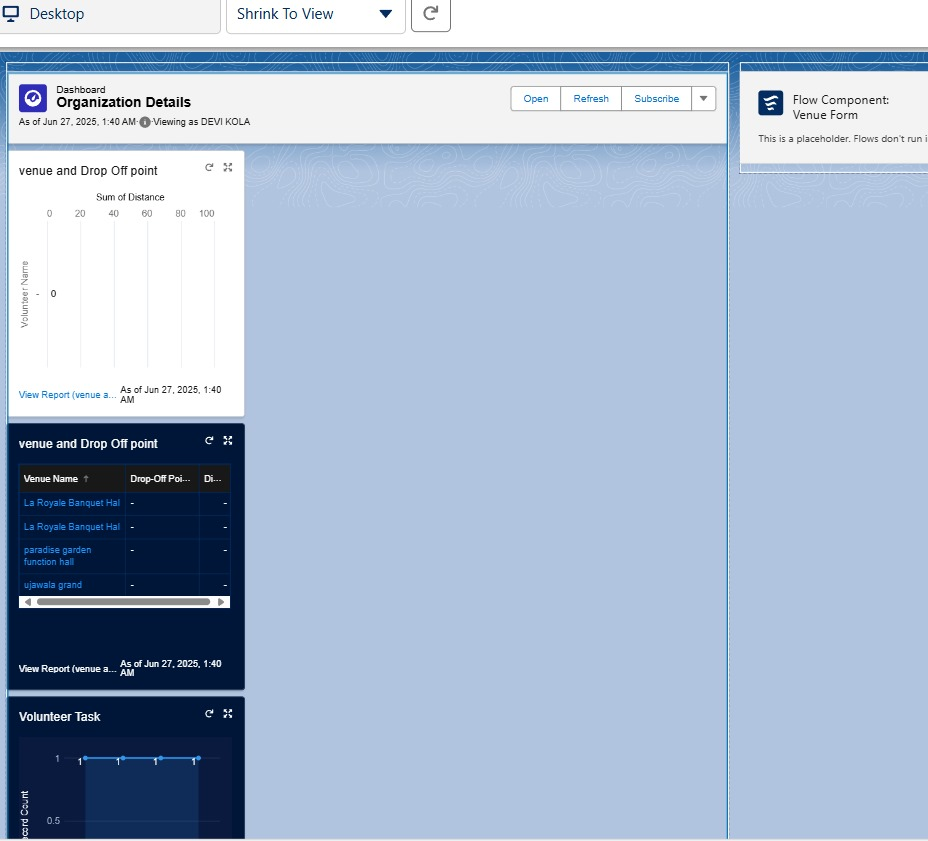 Desktop
Shrink To View
Dashboard
Organization Details
As of Jun 27, 2025, 1:40 AM·Viewing as DEVI KOLA
Open
Refresh
Subscribe
Flow Component:
Venue Form
This is a placeholder. Flows don't run i
venue and Drop Off point
Sum of Distance
0 20 40 60 80 100
Volunteer Name
- 0
View Report (venue a...
As of Jun 27, 2025, 1:40
AM
venue and Drop Off point
Venue Name ↑ Drop-Off Poi... Di...
La Royale Banquet Hal - -
La Royale Banquet Hal - -
paradise garden - -
function hall
ujawala grand - -
View Report (venue a...
As of Jun 27, 2025, 1:40
AM
Volunteer Task
1
1 1 1 1
0.5
cord Count